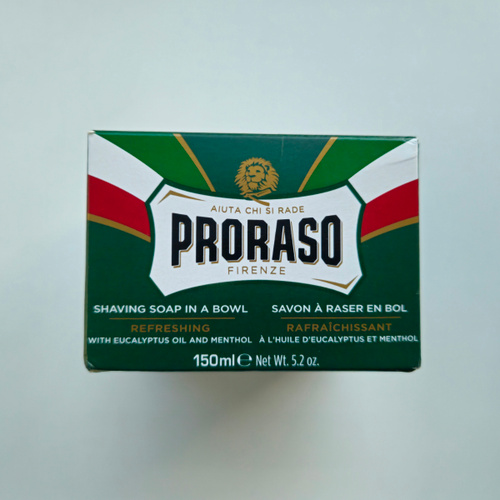 AIUTA CHI SI RADE
PRORASO
FIRENZE
SHAVING SOAP IN A BOWL
REFRESHING
WITH EUCALYPTUS OIL AND MENTHOL
SAVON À RASER EN BOL
RAFRAÎCHISSANT
À L'HUILE D'EUCALYPTUS ET MENTHOL
150ml℮ Net Wt. 5.2 oz.